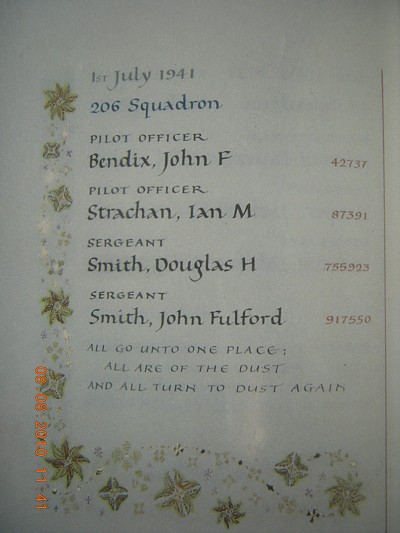 1st July 1941
206 Squadron
PILOT OFFICER
Bendix, John F 42737
PILOT OFFICER
Strachan, Ian M 87391
SERGEANT
Smith, Douglas H 755923
SERGEANT
Smith, John Fulford 917550
ALL GO UNTO ONE PLACE;
ALL ARE OF THE DUST
AND ALL TURN TO DUST AGAIN
08 06 2010 11:41